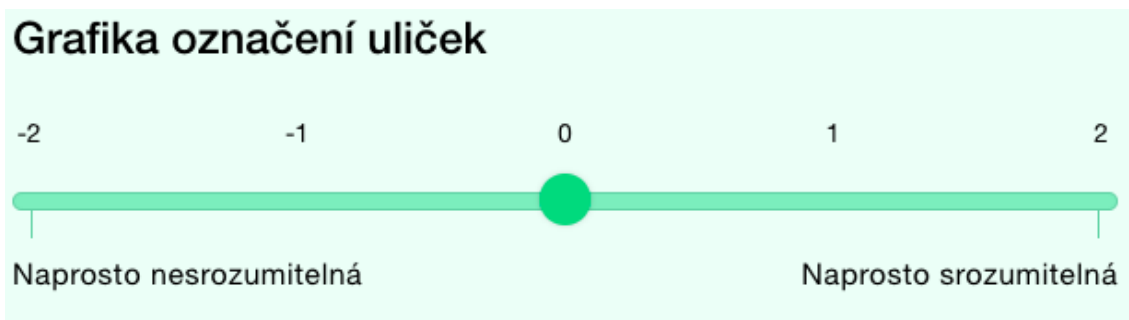 Grafika označení uliček
-2 -1 0 1 2
Naprosto nesrozumitelná Naprosto srozumitelná